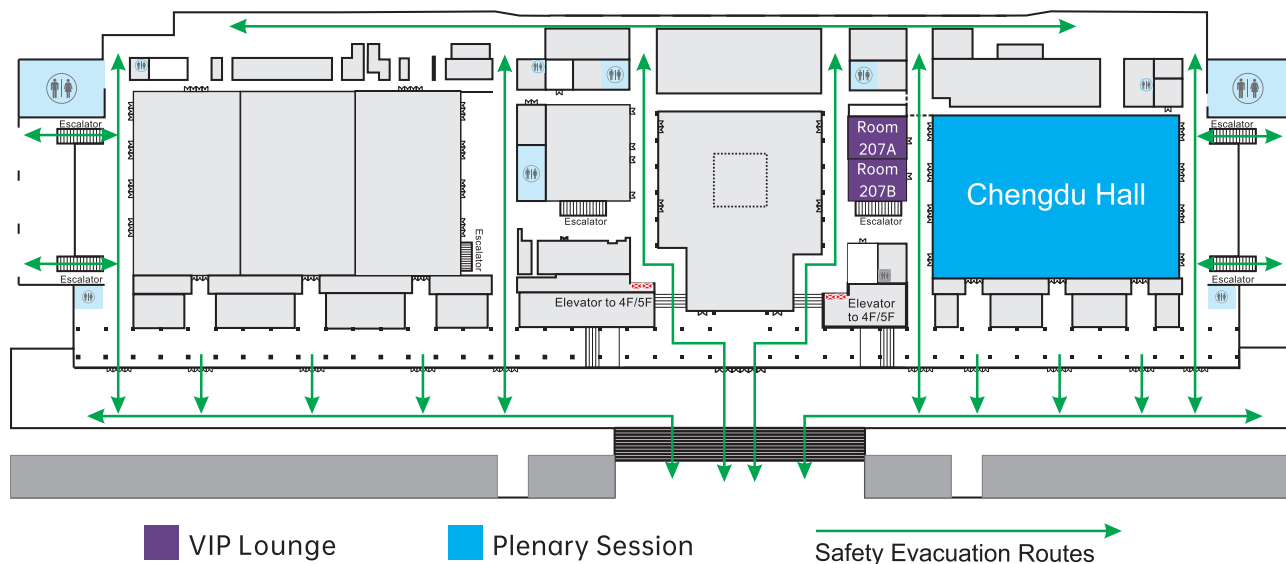 Escalator
Room
207A
Room
207B
Chengdu Hall
Escalator
Escalator
Escalator
Escalator
Escalator
Escalator
Elevator to 4F/5F
Elevator
to 4F/5F
VIP Lounge
Plenary Session
Safety Evacuation Routes